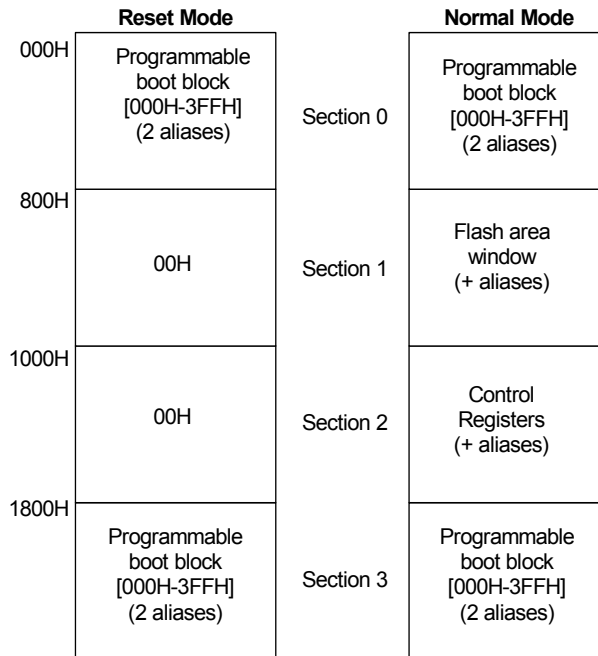 Reset Mode
Normal Mode
000H
Programmable
boot block
[000H-3FFH]
(2 aliases)
Section 0
Programmable
boot block
[000H-3FFH]
(2 aliases)
800H
00H
Section 1
Flash area
window
(+ aliases)
1000H
00H
Section 2
Control
Registers
(+ aliases)
1800H
Programmable
boot block
[000H-3FFH]
(2 aliases)
Section 3
Programmable
boot block
[000H-3FFH]
(2 aliases)